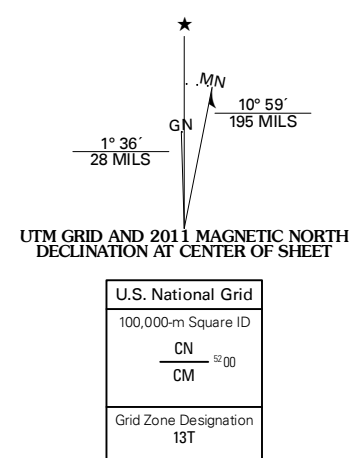 ★
MN
GN
10° 59´
195 MILS
1° 36´
28 MILS
UTM GRID AND 2011 MAGNETIC NORTH
DECLINATION AT CENTER OF SHEET
U.S. National Grid
100,000-m Square ID
CN
5200
CM
Grid Zone Designation
13T